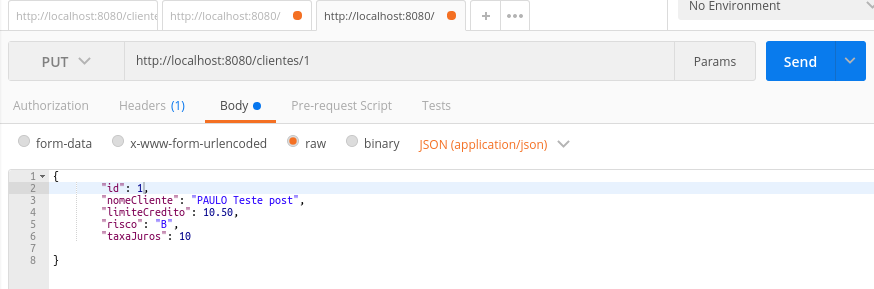 http://localhost:8080/cliente http://localhost:8080/ http://localhost:8080/ + ••• No Environment
PUT http://localhost:8080/clientes/1 Params Send
Authorization Headers (1) Body Pre-request Script Tests
form-data x-www-form-urlencoded raw binary JSON (application/json)
1 {
2 "id": 1,
3 "nomeCliente": "PAULO Teste post",
4 "limiteCredito": 10.50,
5 "risco": "B",
6 "taxaJuros": 10
7
8 }